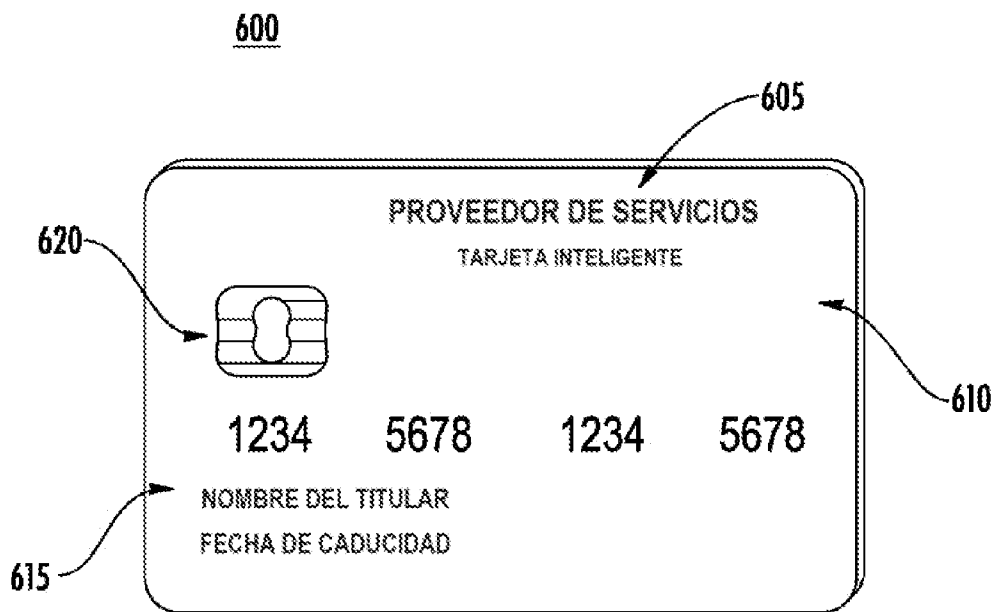 600
605
PROVEEDOR DE SERVICIOS
TARJETA INTELIGENTE
620
610
1234 5678 1234 5678
NOMBRE DEL TITULAR
FECHA DE CADUCIDAD
615